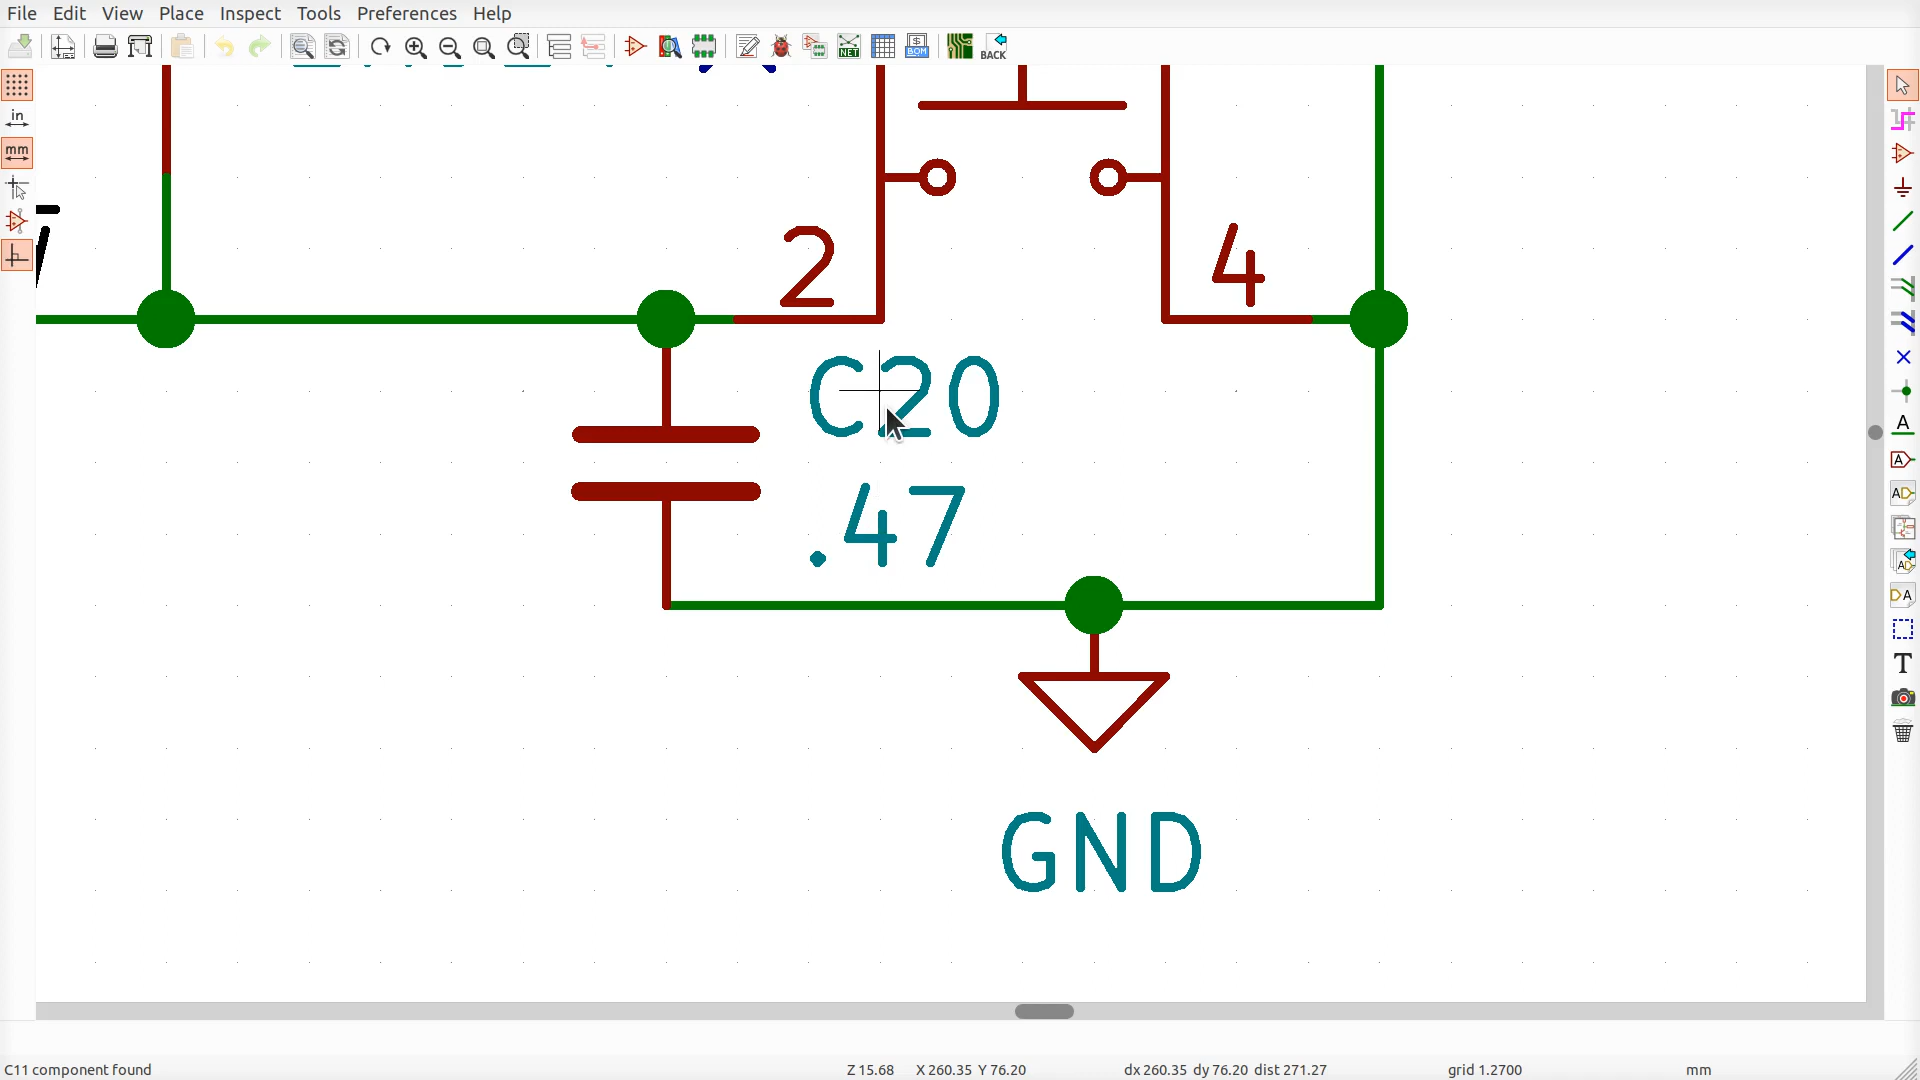 File Edit View Place Inspect Tools Preferences Help
NET
$
BOM
BACK
in
mm
2
4
C20
.47
GND
A
A
A
A
A
T
C11 component found
Z 15.68 X 260.35 Y 76.20
dx 260.35 dy 76.20 dist 271.27
grid 1.2700
mm